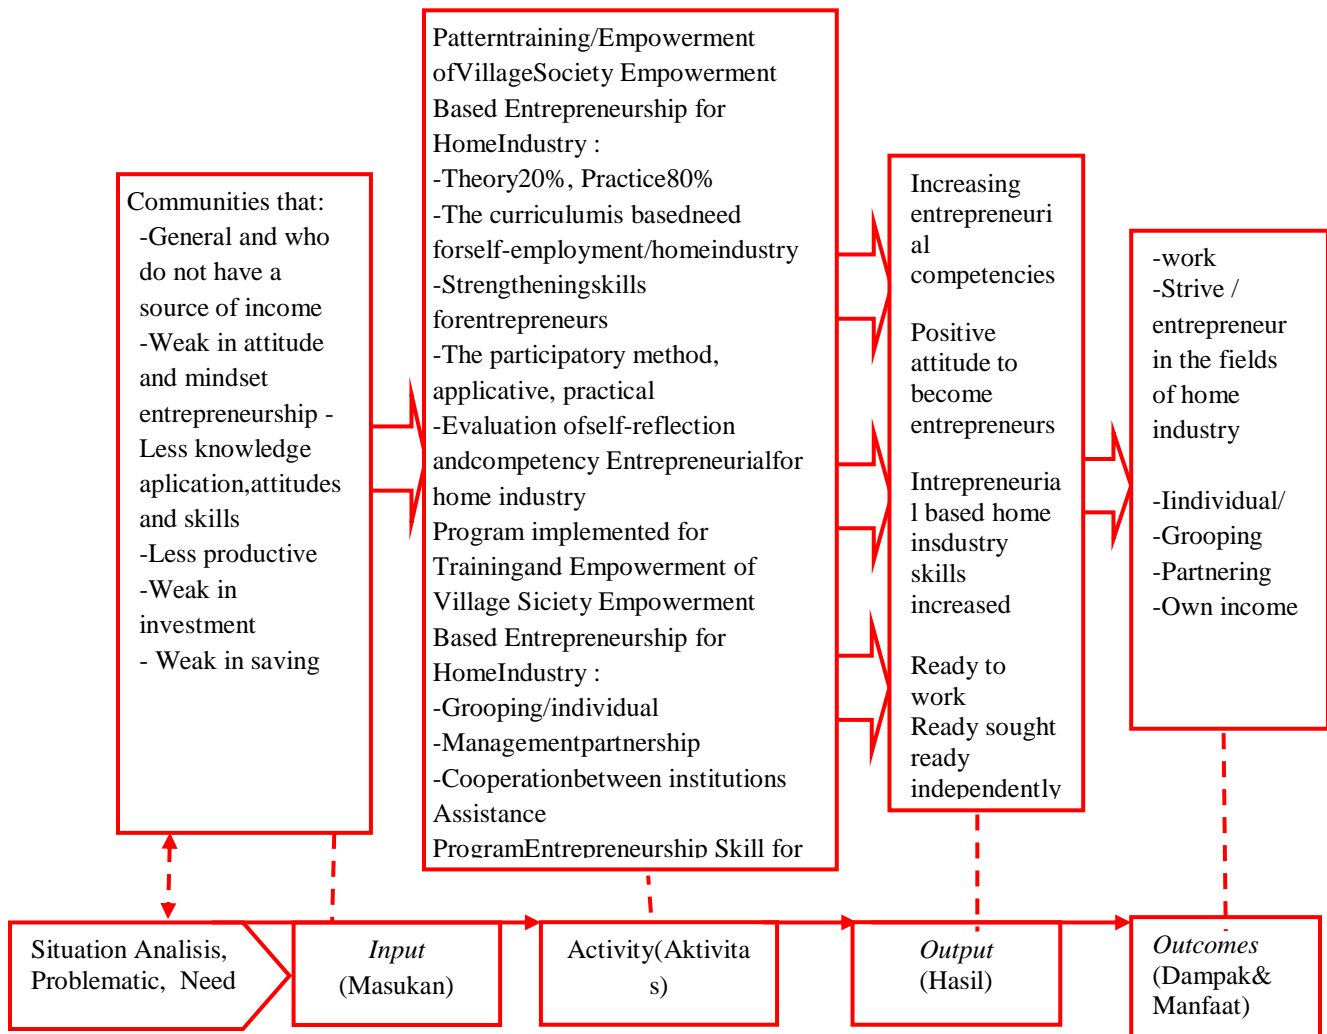 Communities that:
-General and who
do not have a
source of income
-Weak in attitude
and mindset
entrepreneurship -
Less knowledge
aplication,attitudes
and skills
-Less productive
-Weak in
investment
- Weak in saving
Patterntraining/Empowerment
ofVillageSociety Empowerment
Based Entrepreneurship for
HomeIndustry :
-Theory20%, Practice80%
-The curriculumis basedneed
forself-employment/homeindustry
-Strengtheningskills
forentrepreneurs
-The participatory method,
applicative, practical
-Evaluation ofself-reflection
andcompetency Entrepreneurialfor
home industry
Program implemented for
Trainingand Empowerment of
Village Siciety Empowerment
Based Entrepreneurship for
HomeIndustry :
-Grooping/individual
-Managementpartnership
-Cooperationbetween institutions
Assistance
ProgramEntrepreneurship Skill for
Increasing
entrepreneuri
al
competencies
Positive
attitude to
become
entrepreneurs
Intrepreneuria
l based home
insdustry
skills
increased
Ready to
work
Ready sought
ready
independently
-work
-Strive /
entrepreneur
in the fields
of home
industry
-Iindividual/
-Grooping
-Partnering
-Own income
Situation Analisis,
Problematic, Need
Input
(Masukan)
Activity(Aktivita
s)
Output
(Hasil)
Outcomes
(Dampak&
Manfaat)